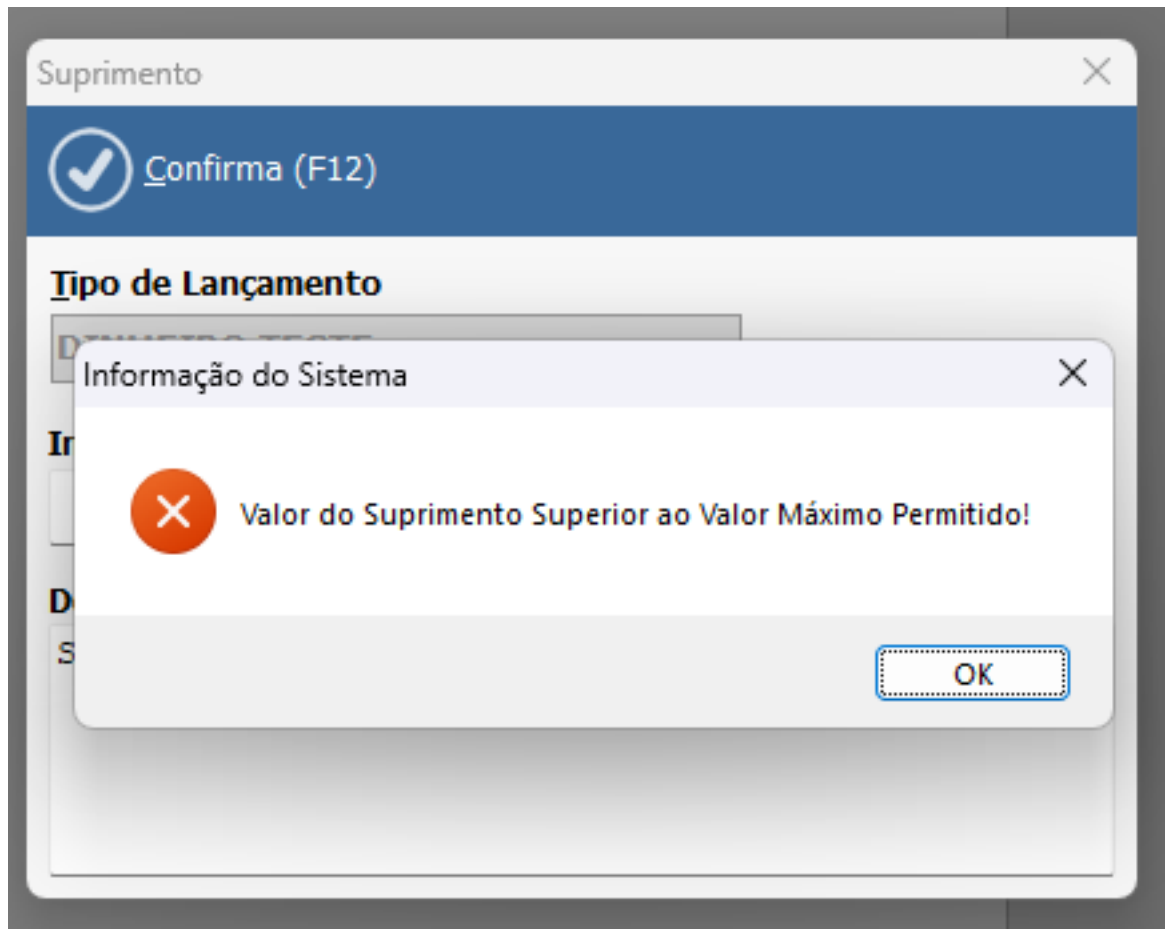 Suprimento
Confirma (F12)
Tipo de Lançamento
Informação do Sistema
Valor do Suprimento Superior ao Valor Máximo Permitido!
OK